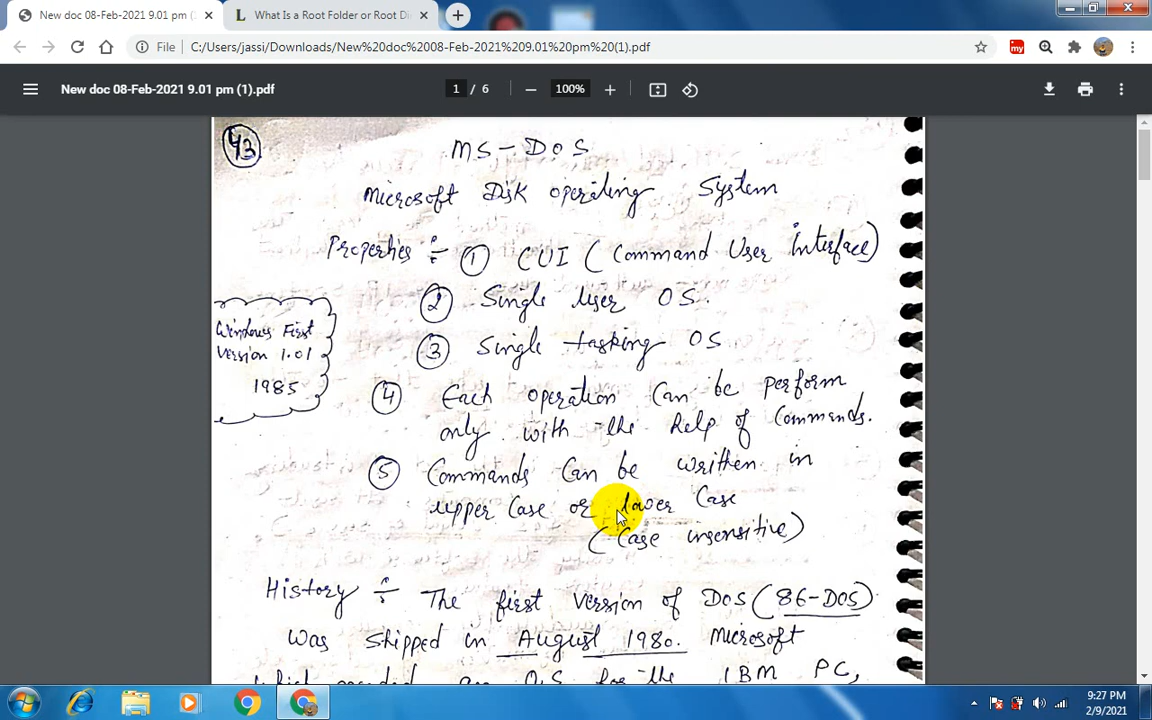 New doc 08-Feb-2021 9.01 pm (
What Is a Root Folder or Root Di
File
C:/Users/jassi/Downloads/New%20doc%2008-Feb-2021%209.01%20pm%20(1).pdf
my
New doc 08-Feb-2021 9.01 pm (1).pdf
1 / 6
100%
43
MS-DOS
Microsoft Disk operating System
Properties :- ① CUI (Command User Interface)
② Single user OS.
③ Single tasking OS
Windows First
Version 1.01
1985
④ Each operation Can be perform
only with the help of Commands.
⑤ Commands Can be written in
upper Case or lower Case
(Case insensitive)
History :- The first version of DOS (86-DOS)
was shipped in August 1980. Microsoft
which needed an O.S for the IBM PC,
9:27 PM
2/9/2021